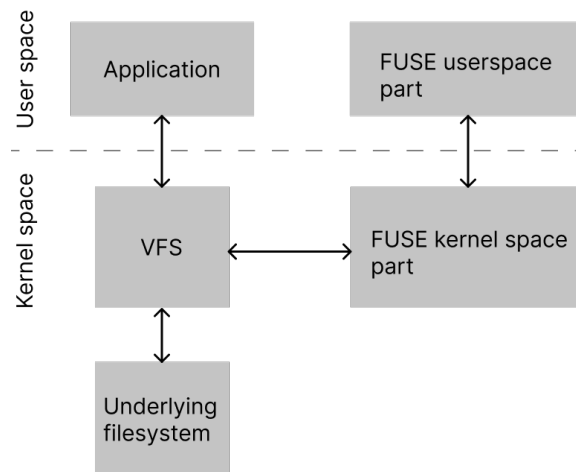 User space
Application
FUSE userspace
part
Kernel space
VFS
FUSE kernel space
part
Underlying
filesystem